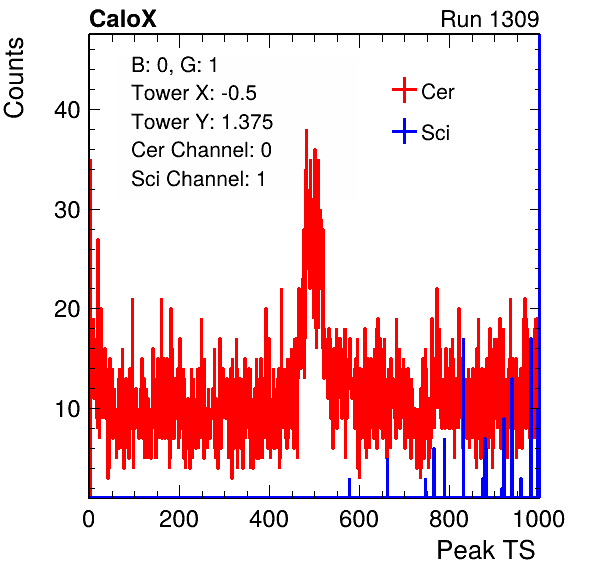 CaloX Run 1309
Counts
B: 0, G: 1
Tower X: -0.5
Tower Y: 1.375
Cer Channel: 0
Sci Channel: 1
Cer
Sci
40
30
20
10
0 200 400 600 800 1000
Peak TS